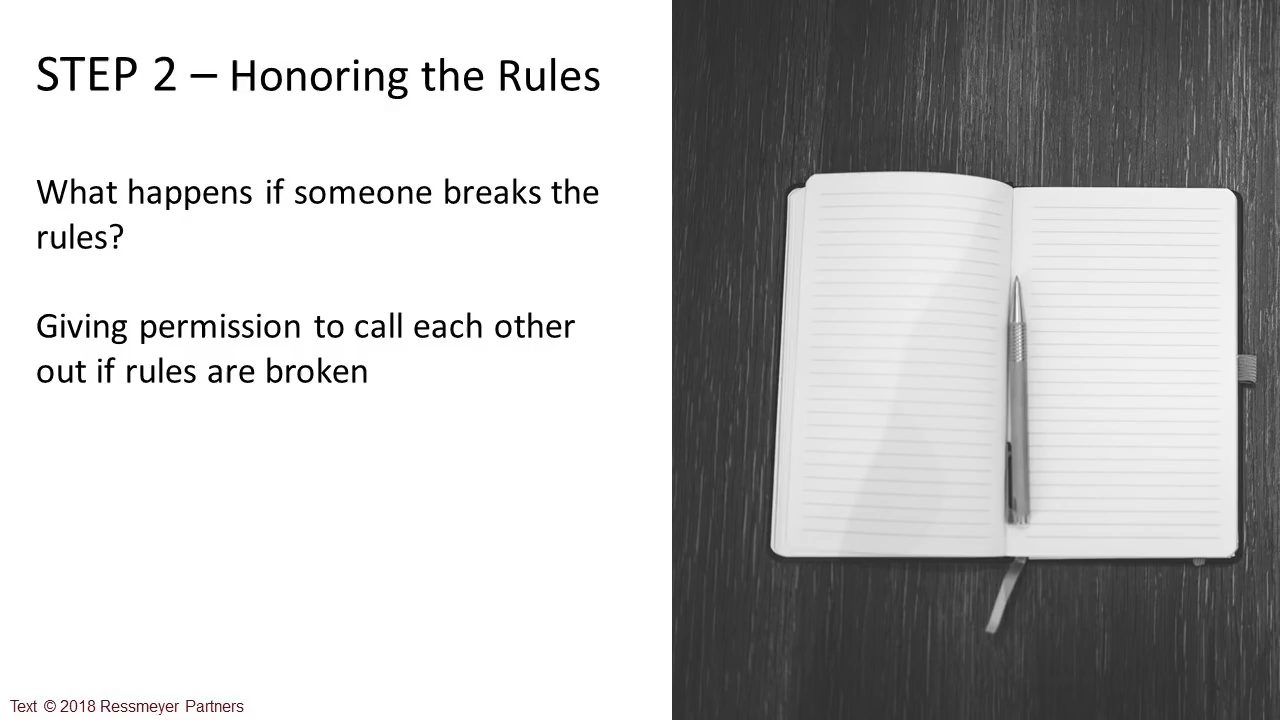 STEP 2 – Honoring the Rules
What happens if someone breaks the
rules?
Giving permission to call each other
out if rules are broken
Text © 2018 Ressmeyer Partners